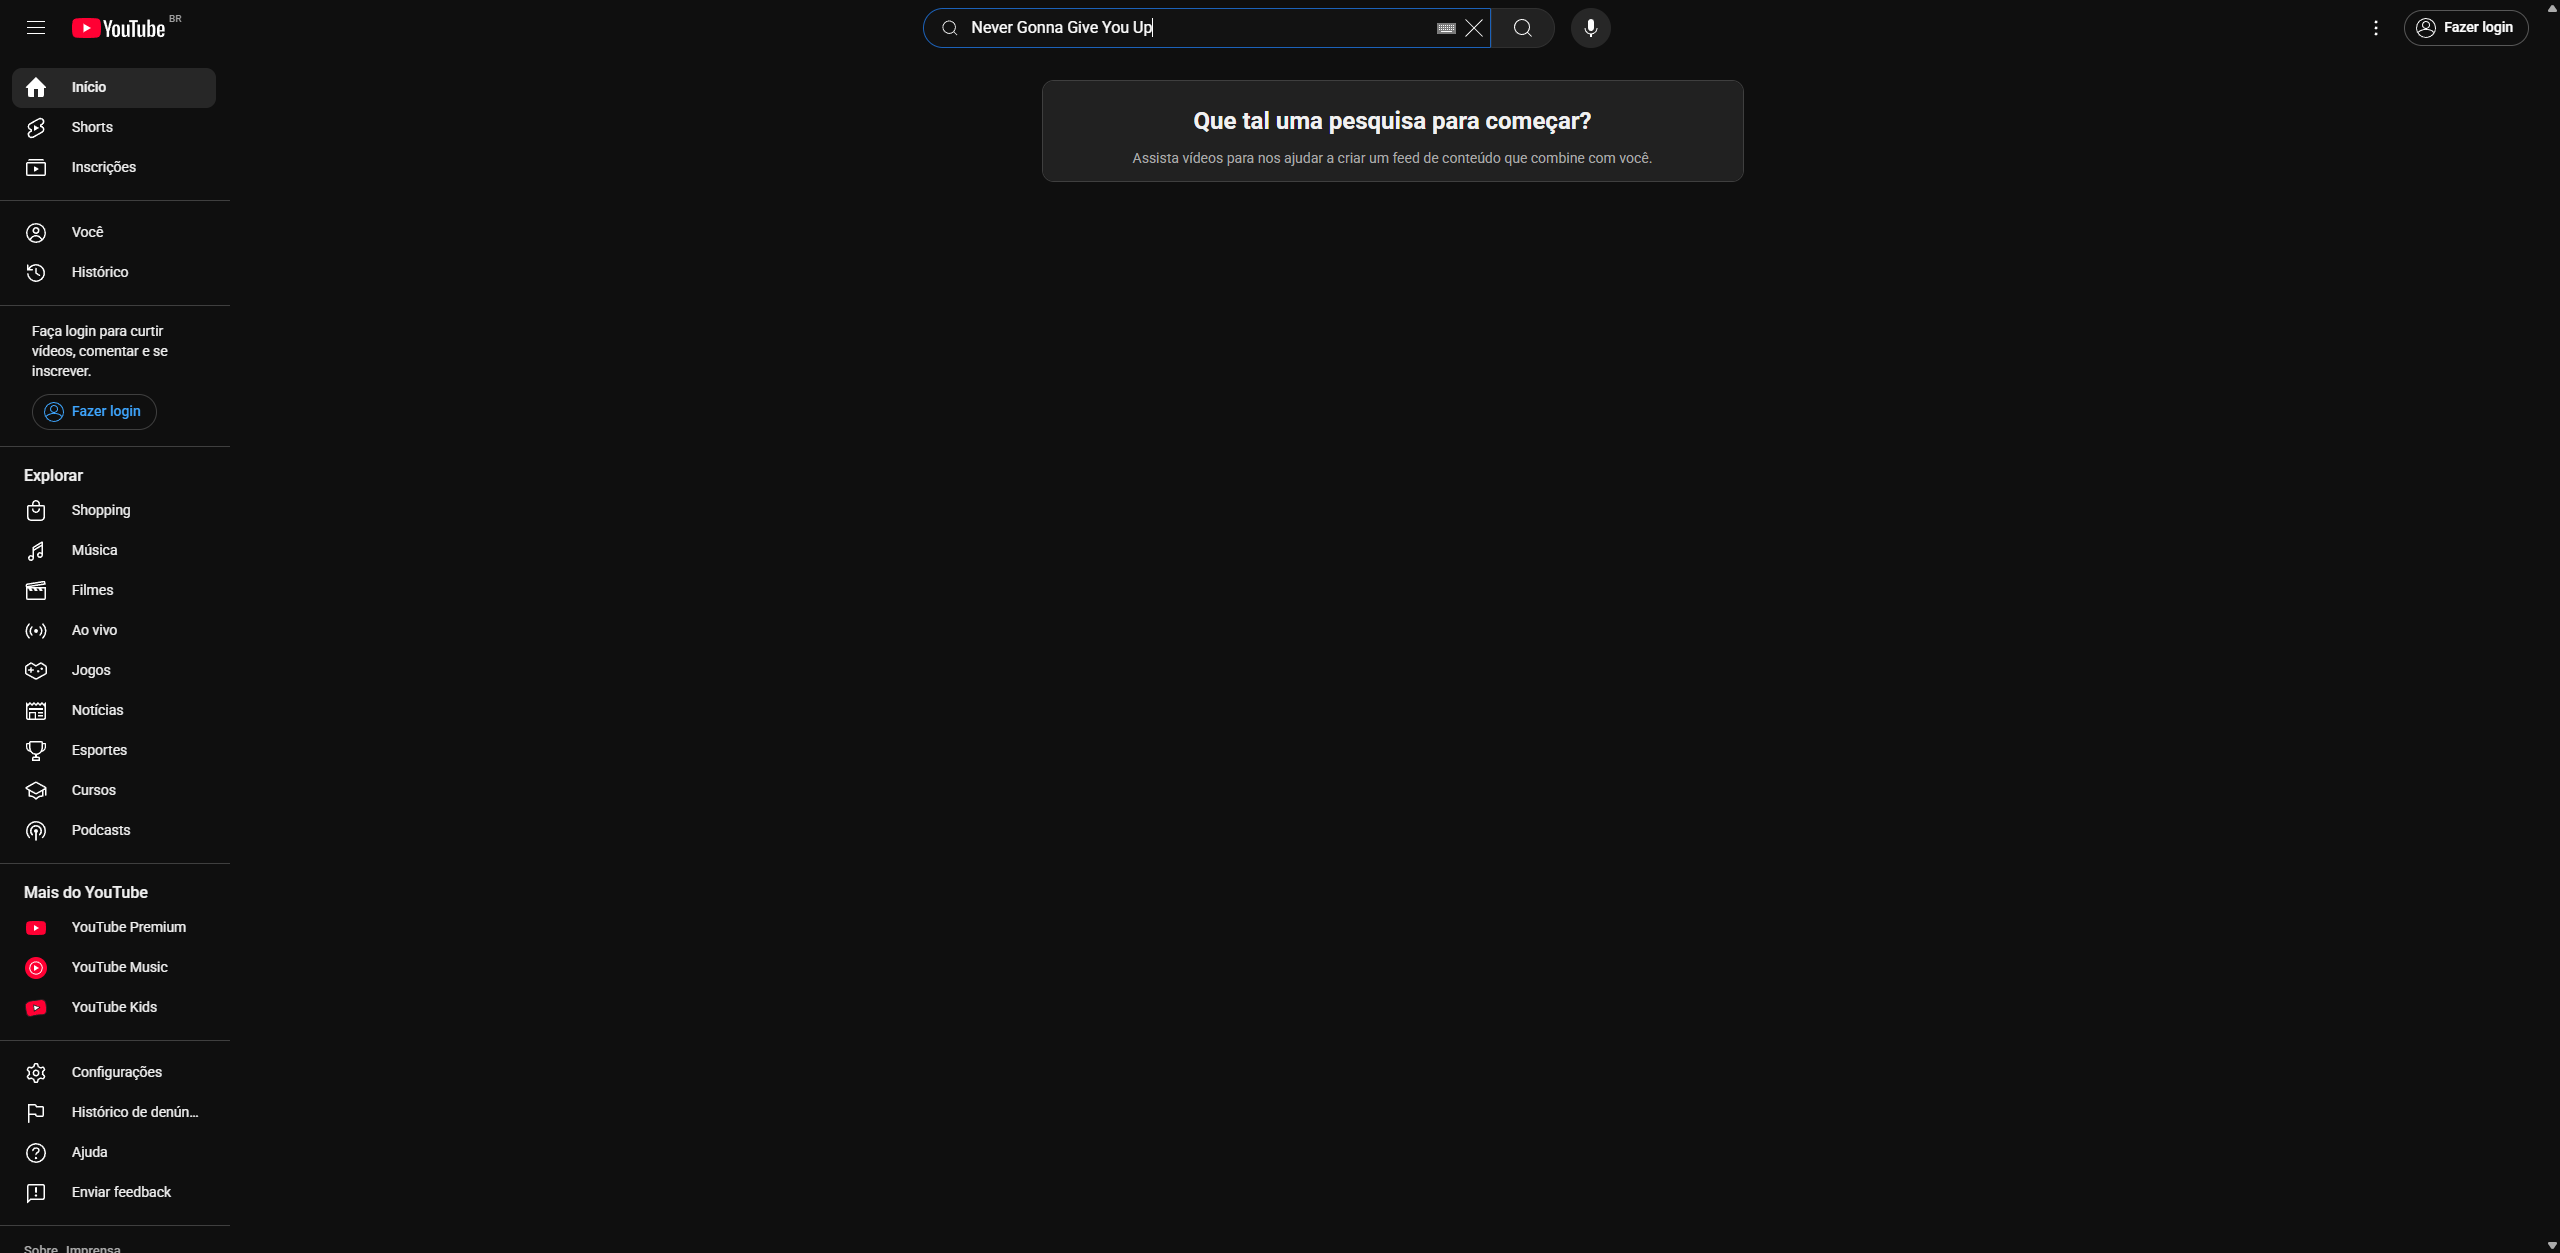 YouTube BR
Never Gonna Give You Up
Fazer login
Início
Shorts
Inscrições
Você
Histórico
Faça login para curtir
vídeos, comentar e se
inscrever.
Fazer login
Explorar
Shopping
Música
Filmes
Ao vivo
Jogos
Notícias
Esportes
Cursos
Podcasts
Mais do YouTube
YouTube Premium
YouTube Music
YouTube Kids
Configurações
Histórico de denún...
Ajuda
Enviar feedback
Sobre Imprensa
Que tal uma pesquisa para começar?
Assista vídeos para nos ajudar a criar um feed de conteúdo que combine com você.